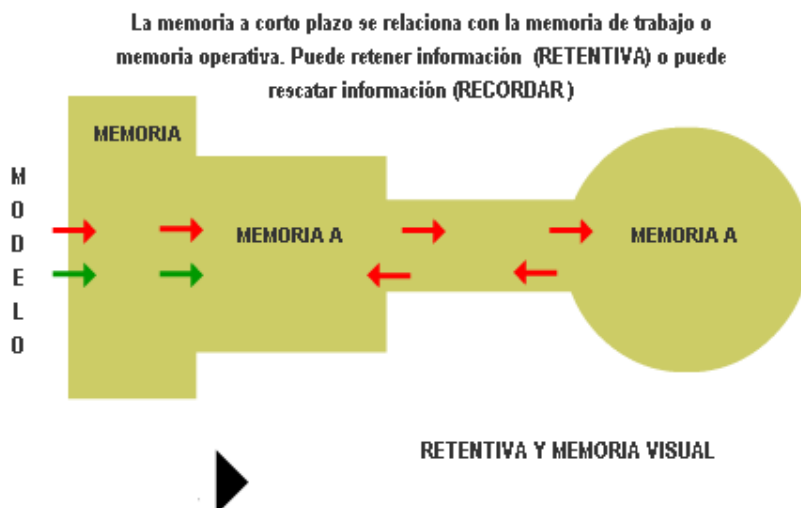 La memoria a corto plazo se relaciona con la memoria de trabajo o
memoria operativa. Puede retener información (RETENTIVA) o puede
rescatar información (RECORDAR)
MEMORIA
MODELO
MEMORIA A
MEMORIA A
RETENTIVA Y MEMORIA VISUAL